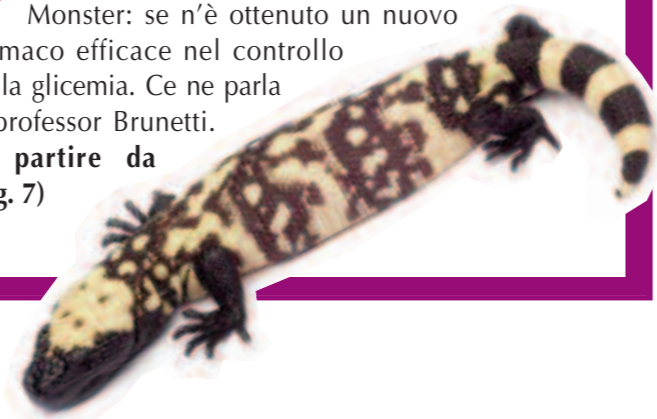 Monster: se n'è ottenuto un nuovo
maco efficace nel controllo
la glicemia. Ce ne parla
professor Brunetti.
partire da
g. 7)